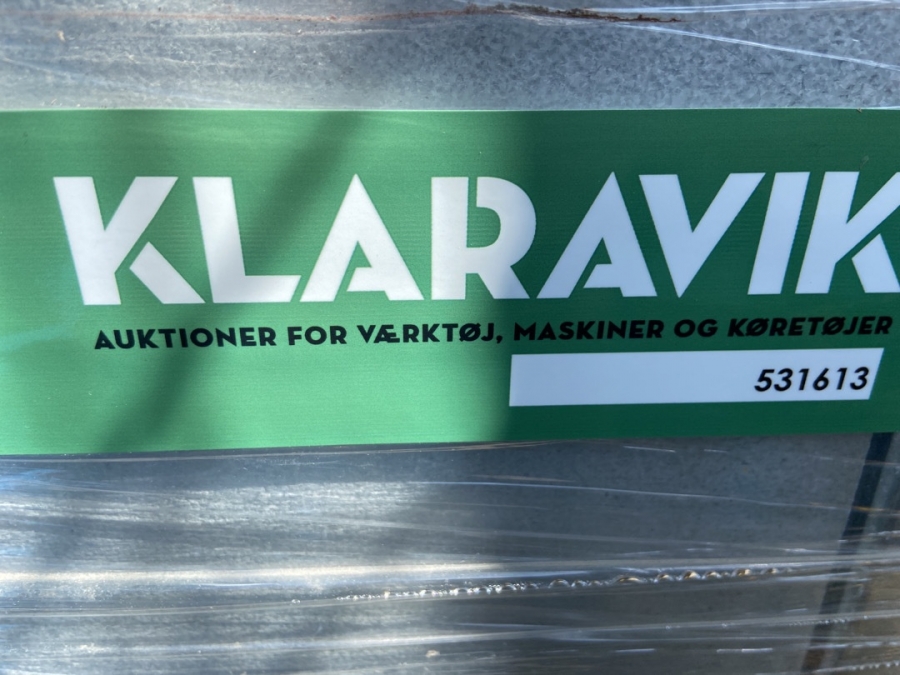 KLARAVIK
AUKTIONER FOR VÆRKTØJ, MASKINER OG KØRETØJER
531613